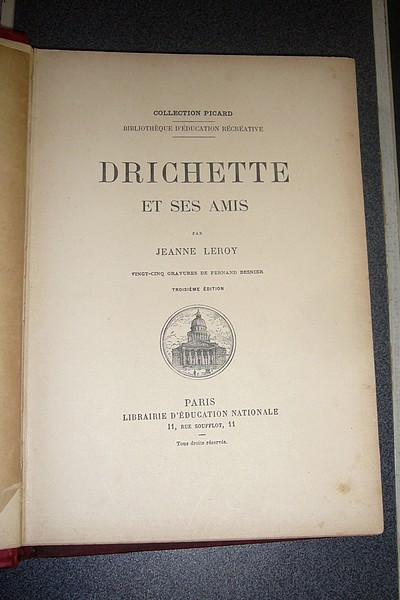 COLLECTION PICARD
BIBLIOTHÈQUE D'ÉDUCATION RÉCRÉATIVE
DRICHETTE
ET SES AMIS
PAR
JEANNE LEROY
VINGT-CINQ GRAVURES DE FERNAND BESNIER
TROISIÈME ÉDITION
PARIS
LIBRAIRIE D'ÉDUCATION NATIONALE
11, RUE SOUFFLOT, 11
Tous droits réservés.